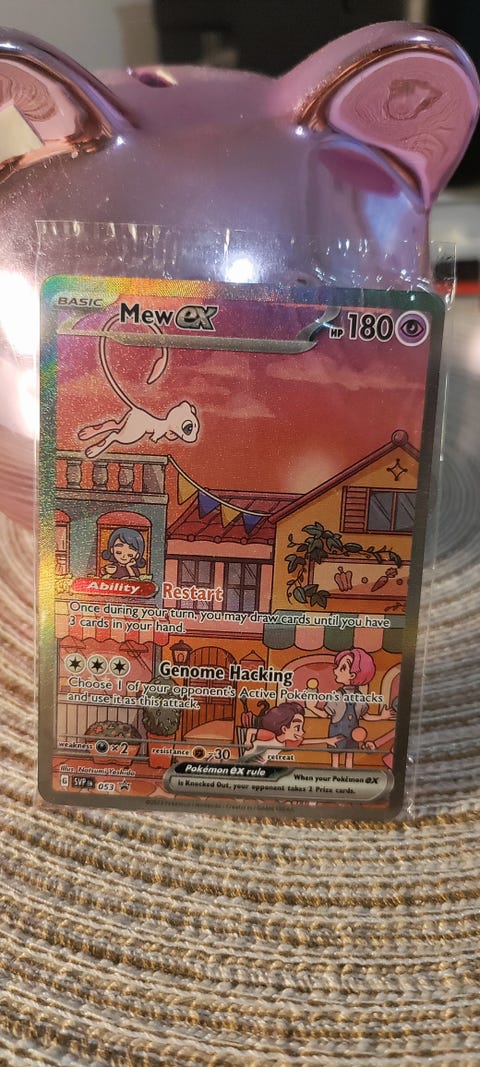 BASIC
Mew ex HP 180
Ability Restart
Once during your turn, you may draw cards until you have
3 cards in your hand.
Genome Hacking
Choose 1 of your opponent's Active Pokémon's attacks
and use it as this attack.
weakness ×2 resistance -30 retreat
Pokémon ex rule
When your Pokémon ex
is Knocked Out, your opponent takes 2 Prize cards.
Illus.
G SVP EN 053